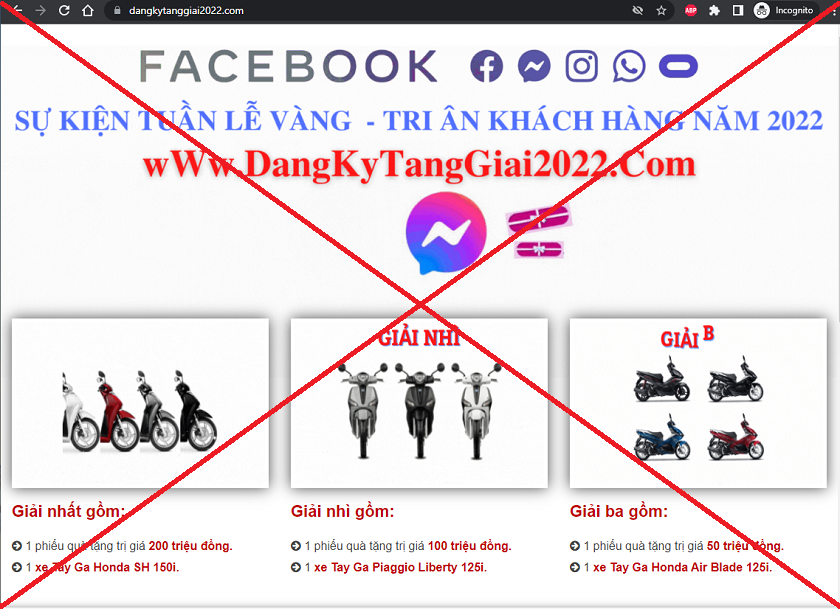 dangkytanggiai2022.com
ABP
Incognito
FACEBOOK
SỰ KIỆN TUẦN LỄ VÀNG - TRI ÂN KHÁCH HÀNG NĂM 2022
wWw.DangKyTangGiai2022.Com
GIẢI NHÌ
GIẢI B
Giải nhất gồm:
1 phiếu quà tặng trị giá 200 triệu đồng.
1 xe Tay Ga Honda SH 150i.
Giải nhì gồm:
1 phiếu quà tặng trị giá 100 triệu đồng.
1 xe Tay Ga Piaggio Liberty 125i.
Giải ba gồm:
1 phiếu quà tặng trị giá 50 triệu đồng.
1 xe Tay Ga Honda Air Blade 125i.